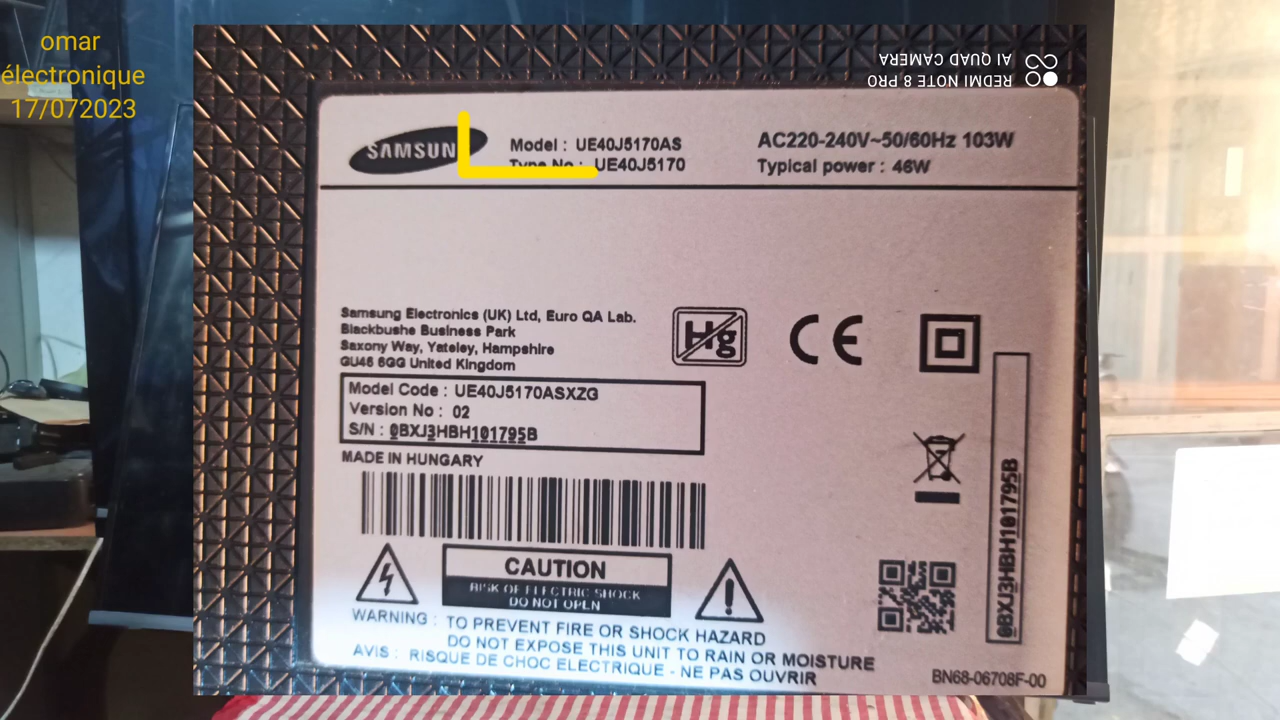 omar
électronique
17/072023
AI QUAD CAMERA
REDMI NOTE 8 PRO
SAMSUN
Model : UE40J5170AS
Type No : UE40J5170
AC220-240V~50/60Hz 103W
Typical power : 46W
Samsung Electronics (UK) Ltd, Euro QA Lab.
Blackbushe Business Park
Saxony Way, Yateley, Hampshire
GU46 6GG United Kingdom
Hg
CE
Model Code : UE40J5170ASXZG
Version No : 02
S/N : 0BXJ3HBH101795B
MADE IN HUNGARY
0BXJ3HBH101795B
CAUTION
RISK OF ELECTRIC SHOCK
DO NOT OPEN
WARNING : TO PREVENT FIRE OR SHOCK HAZARD
DO NOT EXPOSE THIS UNIT TO RAIN OR MOISTURE
AVIS : RISQUE DE CHOC ELECTRIQUE - NE PAS OUVRIR
BN68-06708F-00